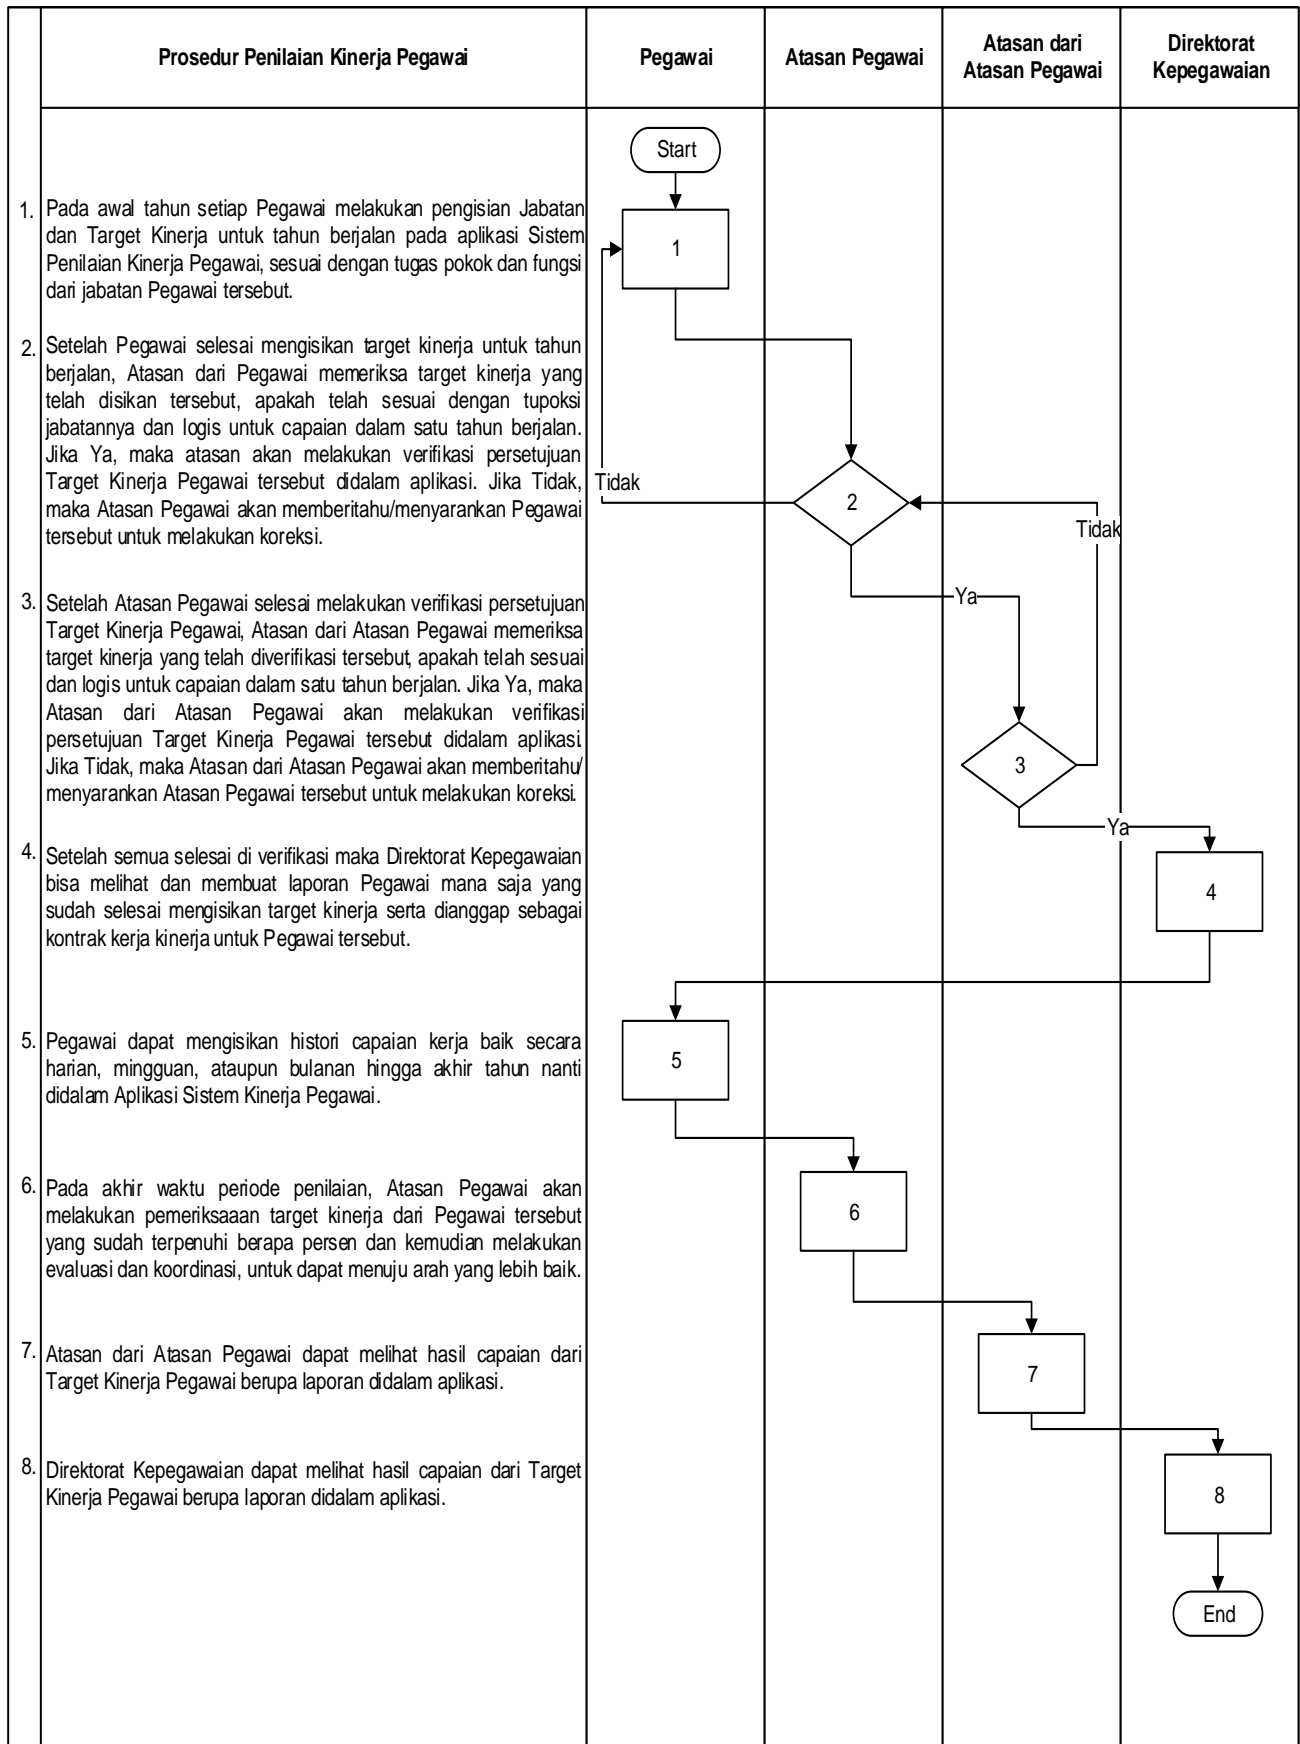 Prosedur Penilaian Kinerja Pegawai
Pegawai
Atasan Pegawai
Atasan dari
Atasan Pegawai
Direktorat
Kepegawaian
1. Pada awal tahun setiap Pegawai melakukan pengisian Jabatan
dan Target Kinerja untuk tahun berjalan pada aplikasi Sistem
Penilaian Kinerja Pegawai, sesuai dengan tugas pokok dan fungsi
dari jabatan Pegawai tersebut.
2. Setelah Pegawai selesai mengisikan target kinerja untuk tahun
berjalan, Atasan dari Pegawai memeriksa target kinerja yang
telah disikan tersebut, apakah telah sesuai dengan tupoksi
jabatannya dan logis untuk capaian dalam satu tahun berjalan.
Jika Ya, maka atasan akan melakukan verifikasi persetujuan
Target Kinerja Pegawai tersebut didalam aplikasi. Jika Tidak,
maka Atasan Pegawai akan memberitahu/menyarankan Pegawai
tersebut untuk melakukan koreksi.
3. Setelah Atasan Pegawai selesai melakukan verifikasi persetujuan
Target Kinerja Pegawai, Atasan dari Atasan Pegawai memeriksa
target kinerja yang telah diverifikasi tersebut, apakah telah sesuai
dan logis untuk capaian dalam satu tahun berjalan. Jika Ya, maka
Atasan dari Atasan Pegawai akan melakukan verifikasi
persetujuan Target Kinerja Pegawai tersebut didalam aplikasi.
Jika Tidak, maka Atasan dari Atasan Pegawai akan memberitahu/
menyarankan Atasan Pegawai tersebut untuk melakukan koreksi.
4. Setelah semua selesai di verifikasi maka Direktorat Kepegawaian
bisa melihat dan membuat laporan Pegawai mana saja yang
sudah selesai mengisikan target kinerja serta dianggap sebagai
kontrak kerja kinerja untuk Pegawai tersebut.
5. Pegawai dapat mengisikan histori capaian kerja baik secara
harian, mingguan, ataupun bulanan hingga akhir tahun nanti
didalam Aplikasi Sistem Kinerja Pegawai.
6. Pada akhir waktu periode penilaian, Atasan Pegawai akan
melakukan pemeriksaaan target kinerja dari Pegawai tersebut
yang sudah terpenuhi berapa persen dan kemudian melakukan
evaluasi dan koordinasi, untuk dapat menuju arah yang lebih baik.
7. Atasan dari Atasan Pegawai dapat melihat hasil capaian dari
Target Kinerja Pegawai berupa laporan didalam aplikasi.
8. Direktorat Kepegawaian dapat melihat hasil capaian dari Target
Kinerja Pegawai berupa laporan didalam aplikasi.
Start
1
Tidak
2
Tidak
Ya
3
Ya
4
5
6
7
8
End